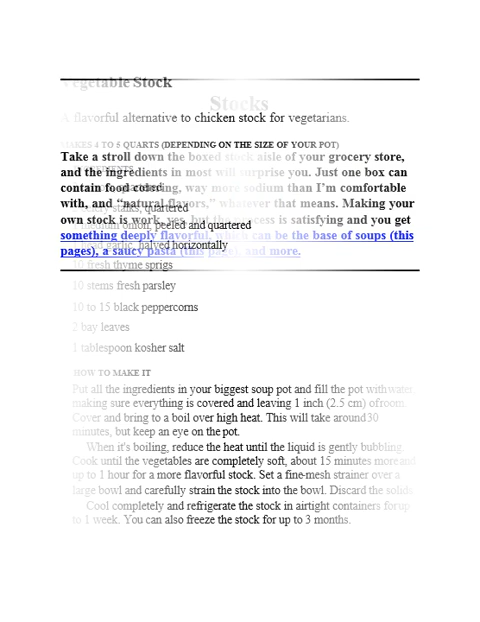 Vegetable Stock
Stocks
A flavorful alternative to chicken stock for vegetarians.
MAKES 4 TO 5 QUARTS (DEPENDING ON THE SIZE OF YOUR POT)
Take a stroll down the boxed stock aisle of your grocery store,
and the ingredients in most will surprise you. Just one box can
INGREDIENTS
contain food coloring, way more sodium than I'm comfortable
with, and “natural flavors,” whatever that means. Making your
stalks, quartered
own stock is work, yes, but the process is satisfying and you get
medium onion, peeled and quartered
something deeply flavorful, which can be the base of soups (this
garlic, halved horizontally
pages), a saucy pasta (this page), and more.
10 fresh thyme sprigs
10 stems fresh parsley
10 to 15 black peppercorns
2 bay leaves
1 tablespoon kosher salt
HOW TO MAKE IT
Put all the ingredients in your biggest soup pot and fill the pot with water,
making sure everything is covered and leaving 1 inch (2.5 cm) of room.
Cover and bring to a boil over high heat. This will take around 30
minutes, but keep an eye on the pot.
When it's boiling, reduce the heat until the liquid is gently bubbling.
Cook until the vegetables are completely soft, about 15 minutes more and
up to 1 hour for a more flavorful stock. Set a fine-mesh strainer over a
large bowl and carefully strain the stock into the bowl. Discard the solids.
Cool completely and refrigerate the stock in airtight containers for up
to 1 week. You can also freeze the stock for up to 3 months.